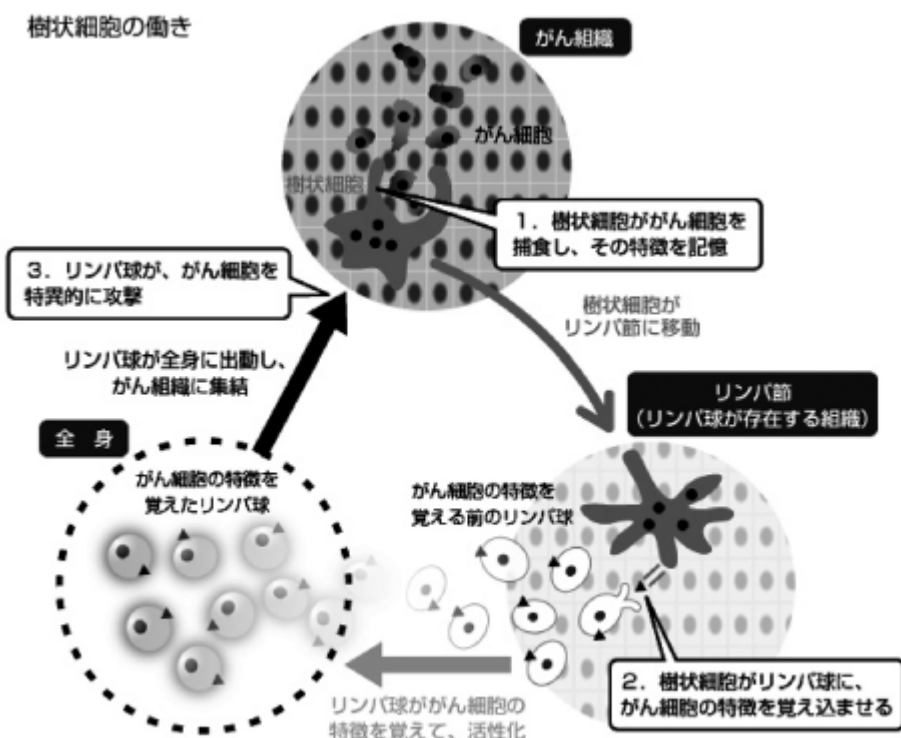 樹状細胞の働き
がん組織
がん細胞
樹状細胞
1．樹状細胞ががん細胞を
捕食し、その特徴を記憶
樹状細胞が
リンパ節に移動
リンパ節
(リンパ球が存在する組織)
がん細胞の特徴を
覚える前のリンパ球
2．樹状細胞がリンパ球に、
がん細胞の特徴を覚え込ませる
リンパ球ががん細胞の
特徴を覚えて、活性化
全 身
がん細胞の特徴を
覚えたリンパ球
リンパ球が全身に出動し、
がん組織に集結
3．リンパ球が、がん細胞を
特異的に攻撃